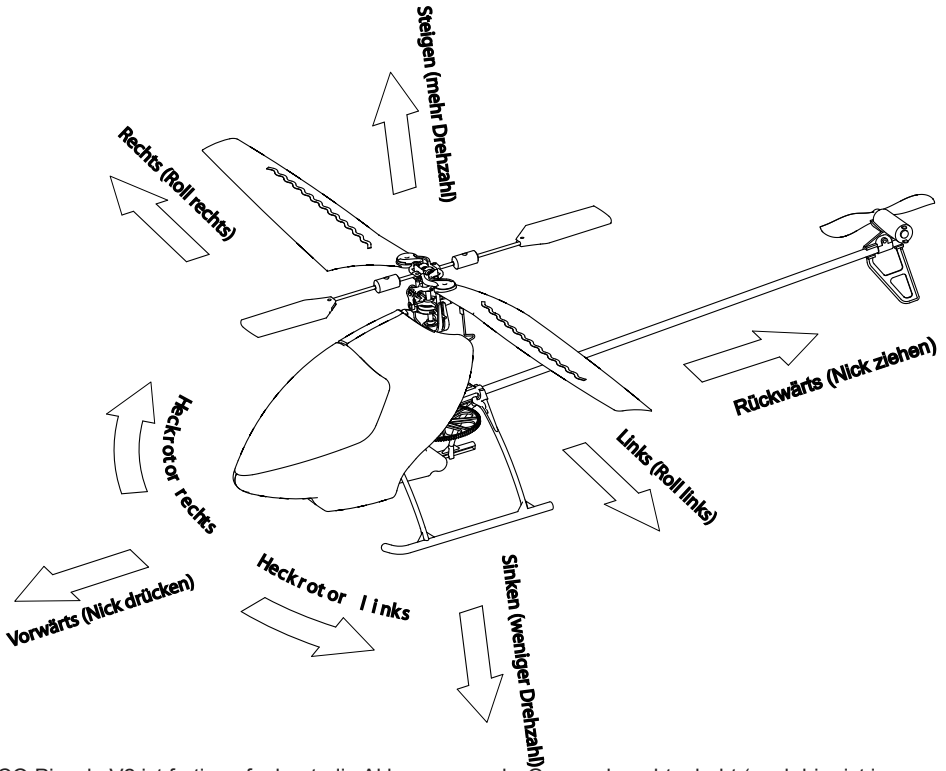 Steigen (mehr Drehzahl)
Rechts (Roll rechts)
Rückwärts (Nick ziehen)
Heckrotor rechts
Links (Roll links)
Vorwärts (Nick drücken)
Heckrotor links
Sinken (weniger Drehzahl)